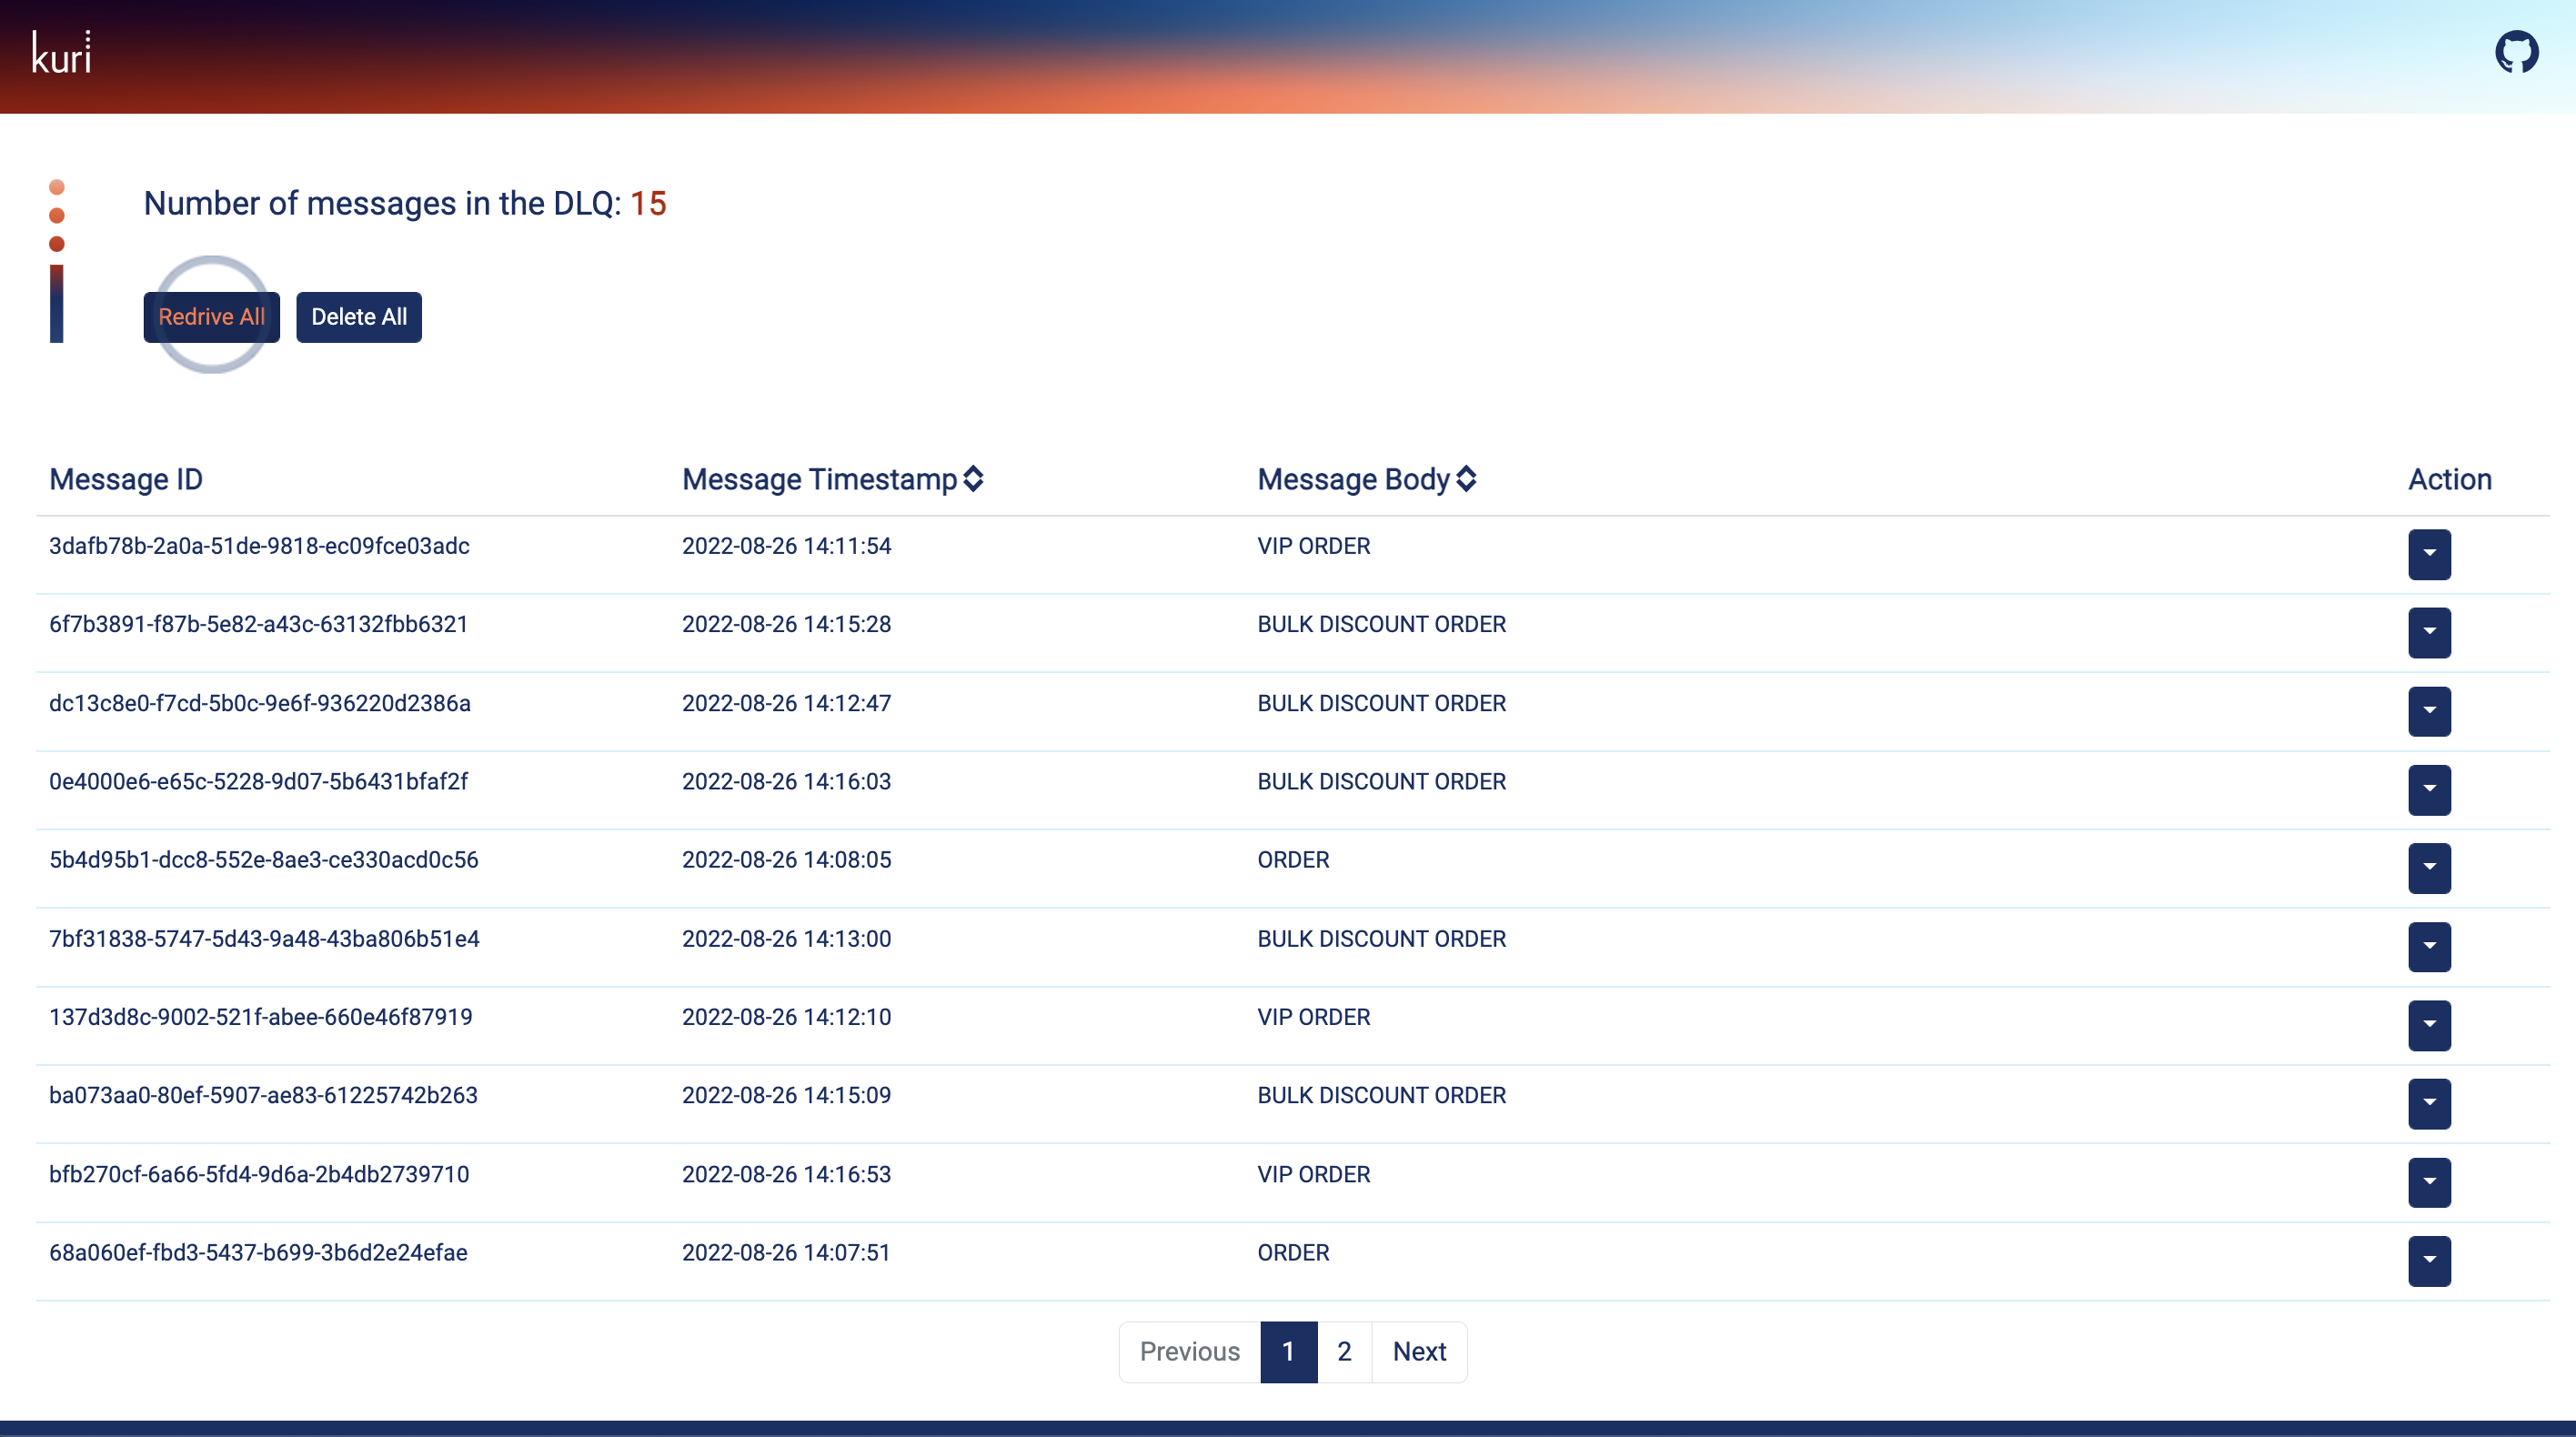 kuri
Number of messages in the DLQ: 15
Redrive All Delete All
Message ID Message Timestamp Message Body Action
3dafb78b-2a0a-51de-9818-ec09fce03adc 2022-08-26 14:11:54 VIP ORDER
6f7b3891-f87b-5e82-a43c-63132fbb6321 2022-08-26 14:15:28 BULK DISCOUNT ORDER
dc13c8e0-f7cd-5b0c-9e6f-936220d2386a 2022-08-26 14:12:47 BULK DISCOUNT ORDER
0e4000e6-e65c-5228-9d07-5b6431bfaf2f 2022-08-26 14:16:03 BULK DISCOUNT ORDER
5b4d95b1-dcc8-552e-8ae3-ce330acd0c56 2022-08-26 14:08:05 ORDER
7bf31838-5747-5d43-9a48-43ba806b51e4 2022-08-26 14:13:00 BULK DISCOUNT ORDER
137d3d8c-9002-521f-abee-660e46f87919 2022-08-26 14:12:10 VIP ORDER
ba073aa0-80ef-5907-ae83-61225742b263 2022-08-26 14:15:09 BULK DISCOUNT ORDER
bfb270cf-6a66-5fd4-9d6a-2b4db2739710 2022-08-26 14:16:53 VIP ORDER
68a060ef-fbd3-5437-b699-3b6d2e24efae 2022-08-26 14:07:51 ORDER
Previous 1 2 Next